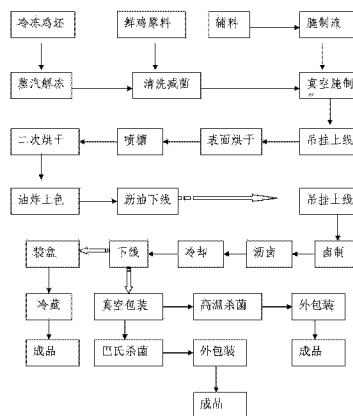 冷冻鸡坯 鲜鸡原料 辅料 腌制液
蒸汽解冻 清洗减菌 真空腌制
二次烘干 喷糖 表面烘干 吊挂上线
油炸上色 沥油下线 吊挂上线
装盒 下线 冷却 沥卤 卤制
冷藏 真空包装 高温杀菌 外包装
成品 巴氏杀菌 外包装 成品
成品